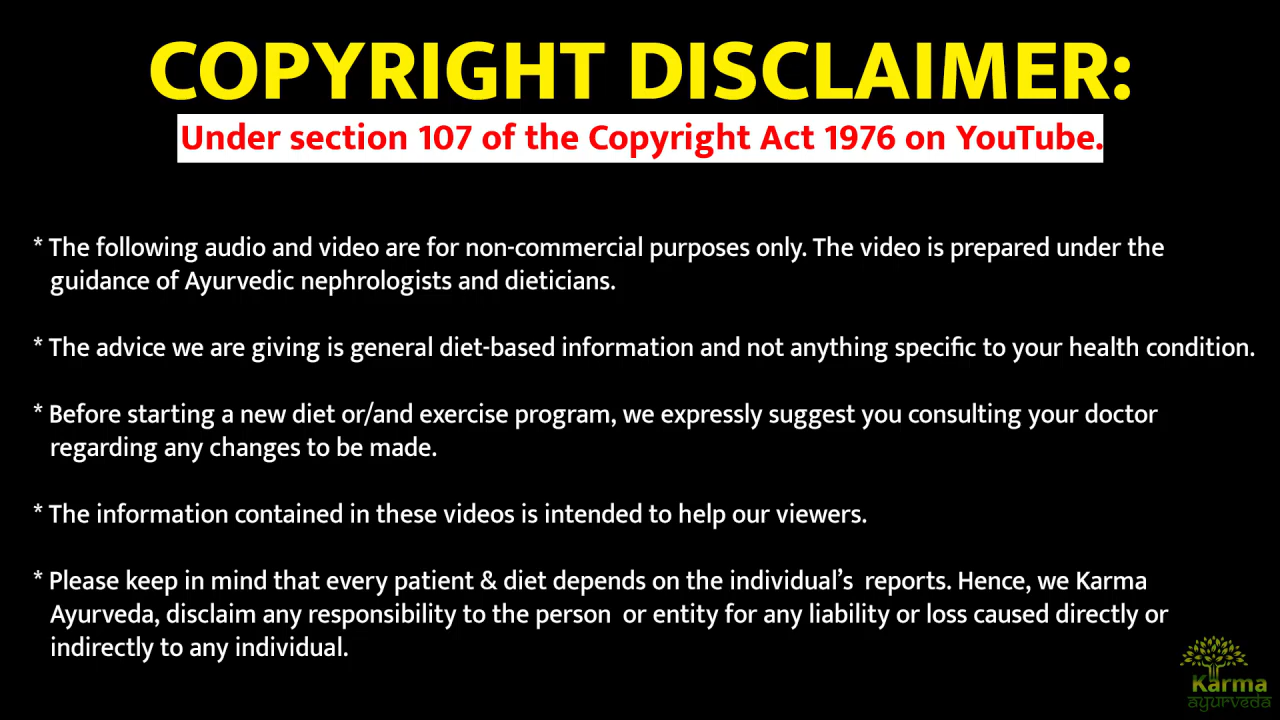 COPYRIGHT DISCLAIMER:
Under section 107 of the Copyright Act 1976 on YouTube.
* The following audio and video are for non-commercial purposes only. The video is prepared under the
guidance of Ayurvedic nephrologists and dieticians.
* The advice we are giving is general diet-based information and not anything specific to your health condition.
* Before starting a new diet or/and exercise program, we expressly suggest you consulting your doctor
regarding any changes to be made.
* The information contained in these videos is intended to help our viewers.
* Please keep in mind that every patient & diet depends on the individual’s  reports. Hence, we Karma
Ayurveda, disclaim any responsibility to the person  or entity for any liability or loss caused directly or
indirectly to any individual.
Karma
ayurveda